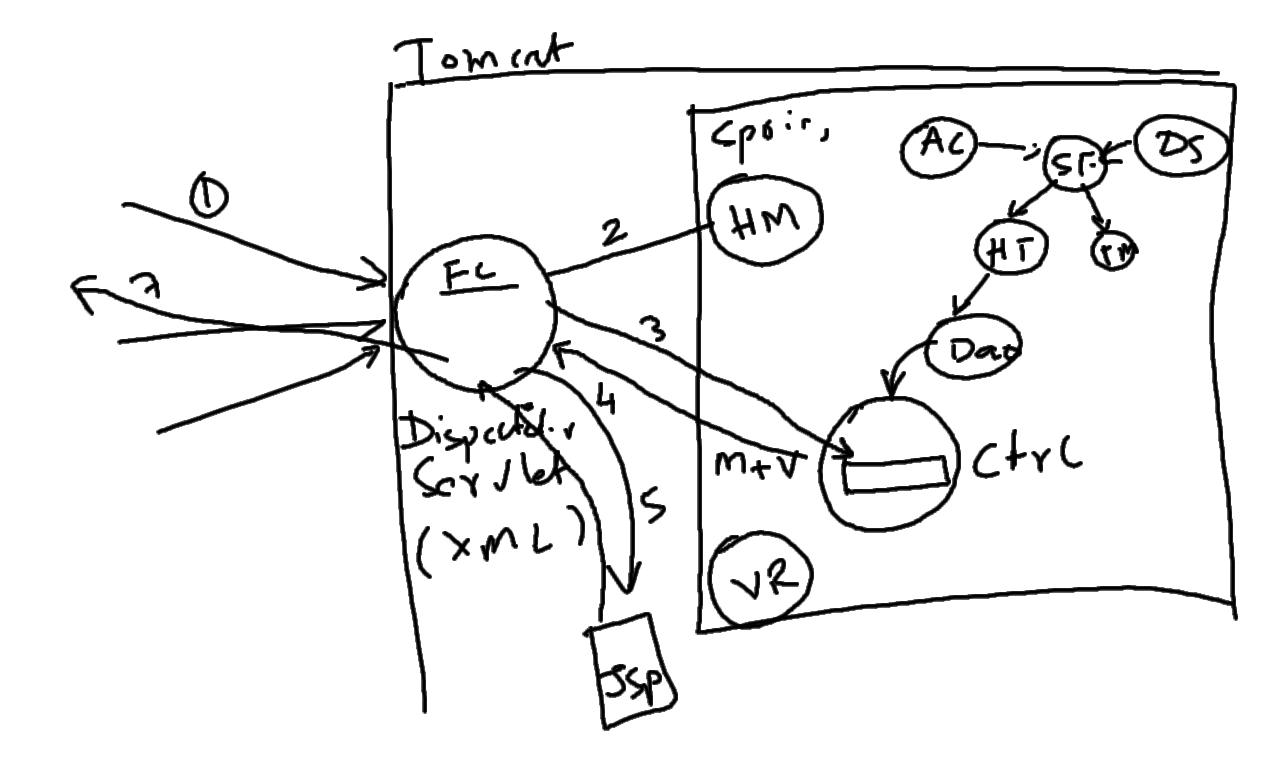 Tomcat
①
7
FC
Dispatcher
Servlet
(XML)
2
3
4
5
M+V
JSP
HM
AC
SF
DS
HT
TM
Dao
Ctrl
VR